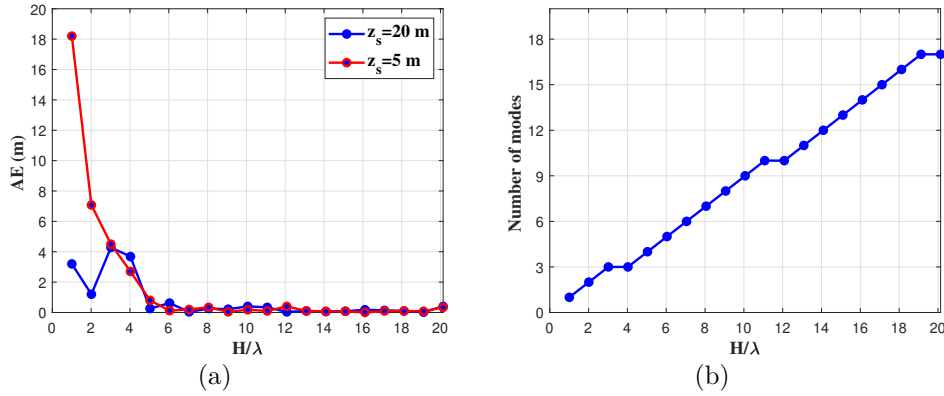 20
18
16
14
12
10
8
6
4
2
0
AE (m)
z_s=20 m
z_s=5 m
0 2 4 6 8 10 12 14 16 18 20
H/λ
(a)
18
15
12
9
6
3
0
Number of modes
0 2 4 6 8 10 12 14 16 18 20
H/λ
(b)